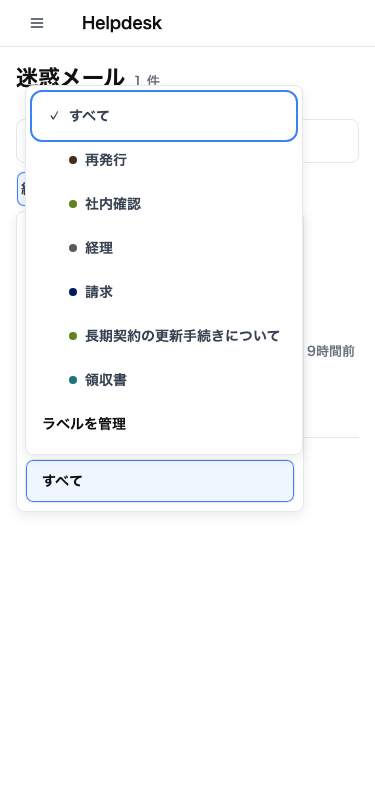 Helpdesk
迷惑メール 1 件
すべて
再発行
社内確認
経理
請求
長期契約の更新手続きについて
9時間前
領収書
ラベルを管理
すべて